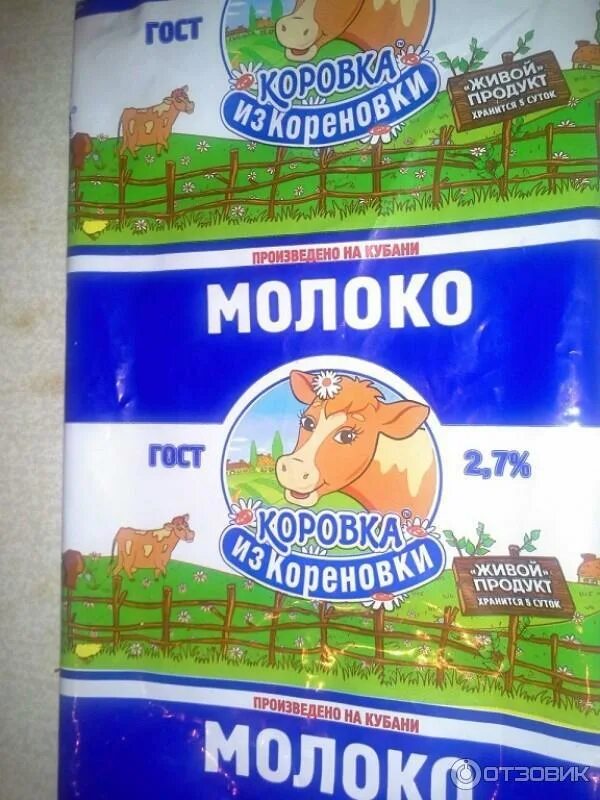 ГОСТ
КОРОВКА
ИЗ КОРЕНОВКИ
«ЖИВОЙ»
ПРОДУКТ
ХРАНИТСЯ 5 СУТОК
ПРОИЗВЕДЕНО НА КУБАНИ
МОЛОКО
ГОСТ
2,7%
КОРОВКА
ИЗ КОРЕНОВКИ
«ЖИВОЙ»
ПРОДУКТ
ХРАНИТСЯ 5 СУТОК
ПРОИЗВЕДЕНО НА КУБАНИ
МОЛОКО
ОТЗОВИК